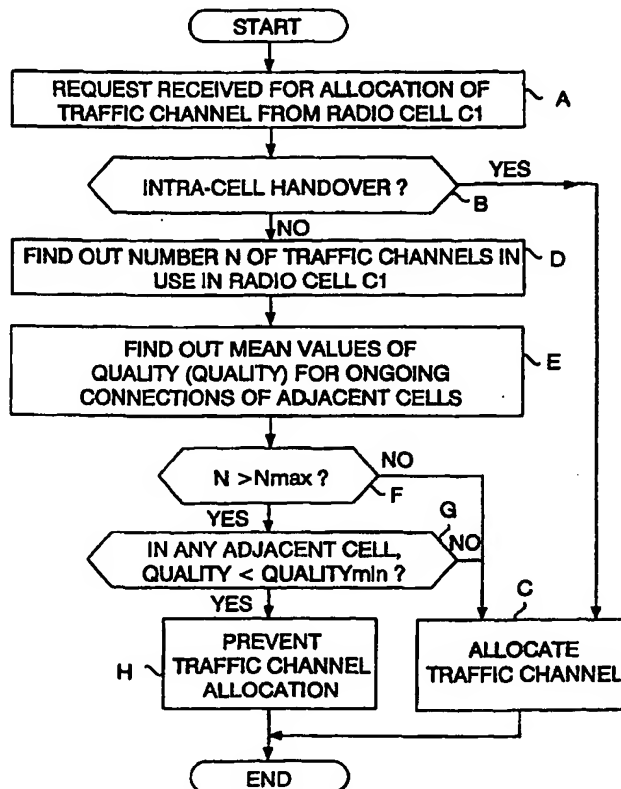 START
REQUEST RECEIVED FOR ALLOCATION OF
TRAFFIC CHANNEL FROM RADIO CELL C1
A
INTRA-CELL HANDOVER ?
YES
B
NO
FIND OUT NUMBER N OF TRAFFIC CHANNELS IN
USE IN RADIO CELL C1
D
FIND OUT MEAN VALUES OF
QUALITY (QUALITY) FOR ONGOING
CONNECTIONS OF ADJACENT CELLS
E
N >Nmax ?
NO
F
YES
G
IN ANY ADJACENT CELL,
QUALITY < QUALITYmin ?
NO
YES
C
H
PREVENT
TRAFFIC CHANNEL
ALLOCATION
ALLOCATE
TRAFFIC CHANNEL
END